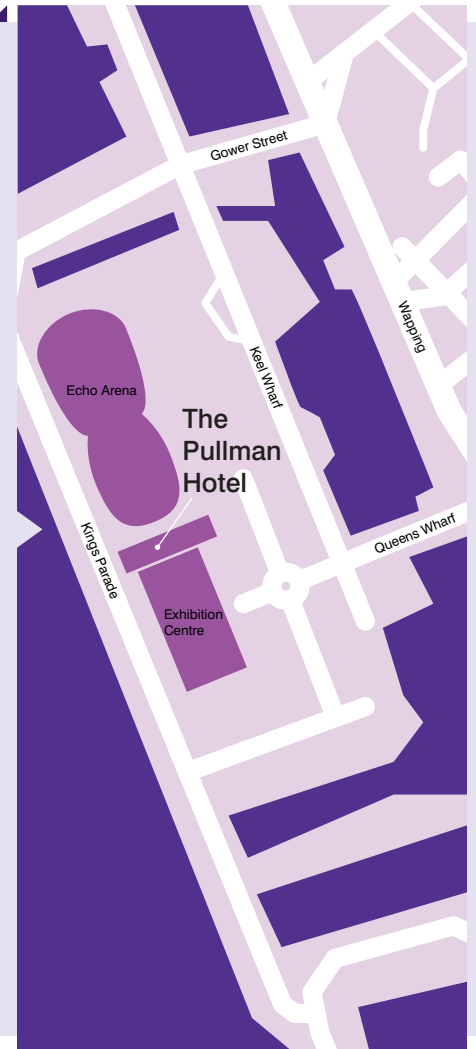 Gower Street
Wapping
Keel Wharf
Echo Arena
The
Pullman
Hotel
Kings Parade
Queens Wharf
Exhibition
Centre